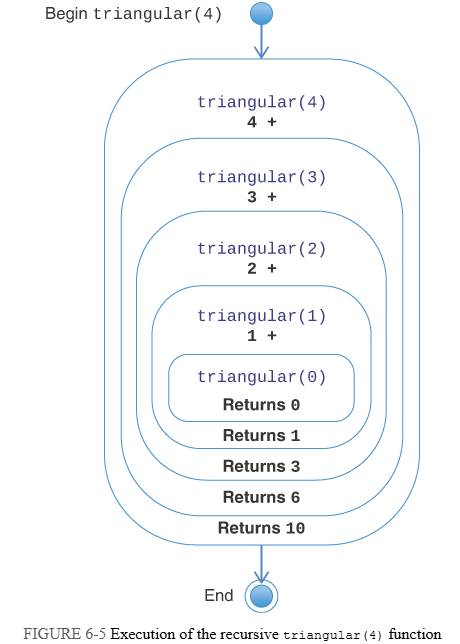 Begin triangular(4)
triangular(4)
4 +
triangular(3)
3 +
triangular(2)
2 +
triangular(1)
1 +
triangular(0)
Returns 0
Returns 1
Returns 3
Returns 6
Returns 10
End
FIGURE 6-5 Execution of the recursive triangular(4) function